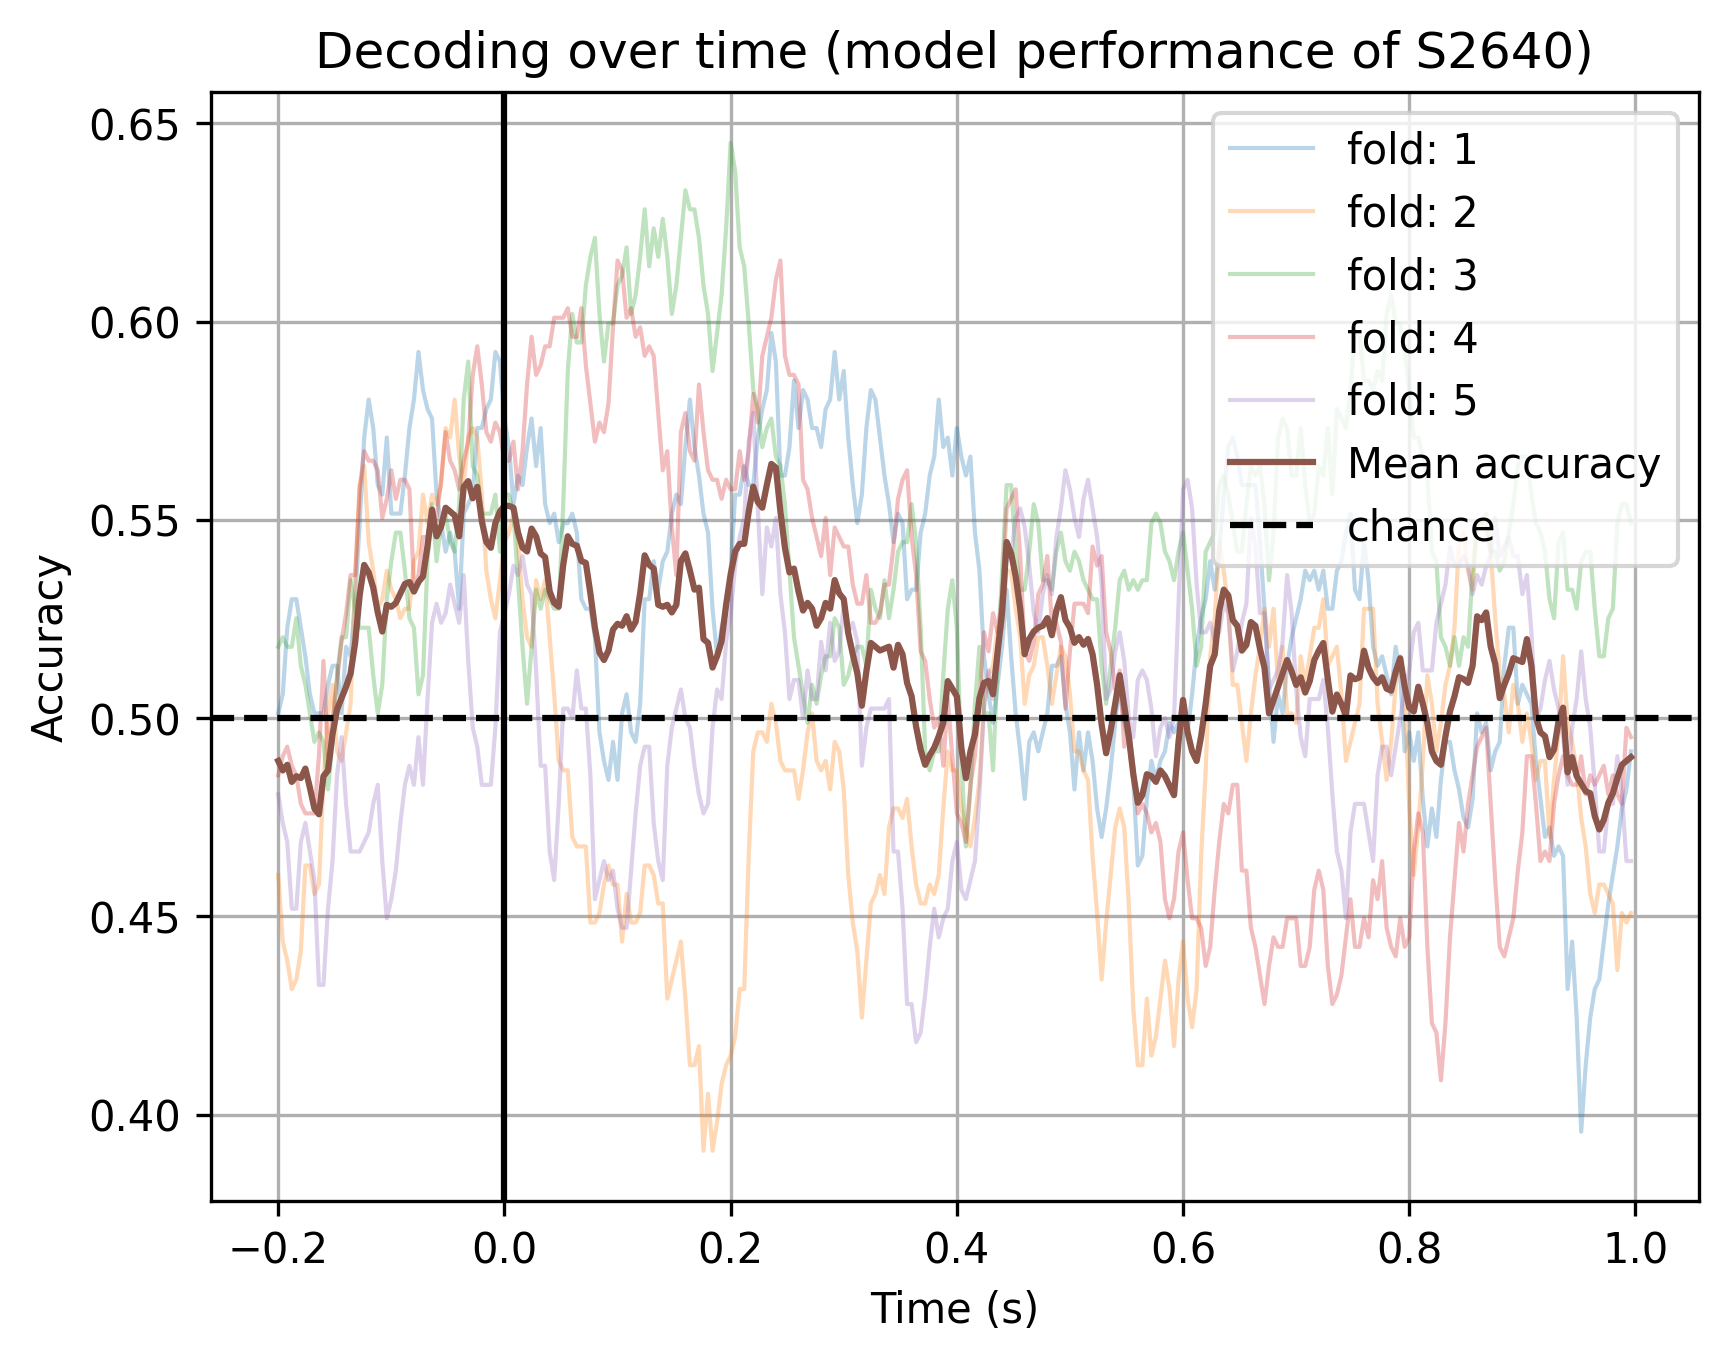 Decoding over time (model performance of S2640)
0.65
0.60
0.55
0.50
0.45
0.40
Accuracy
fold: 1
fold: 2
fold: 3
fold: 4
fold: 5
Mean accuracy
chance
−0.2 0.0 0.2 0.4 0.6 0.8 1.0
Time (s)